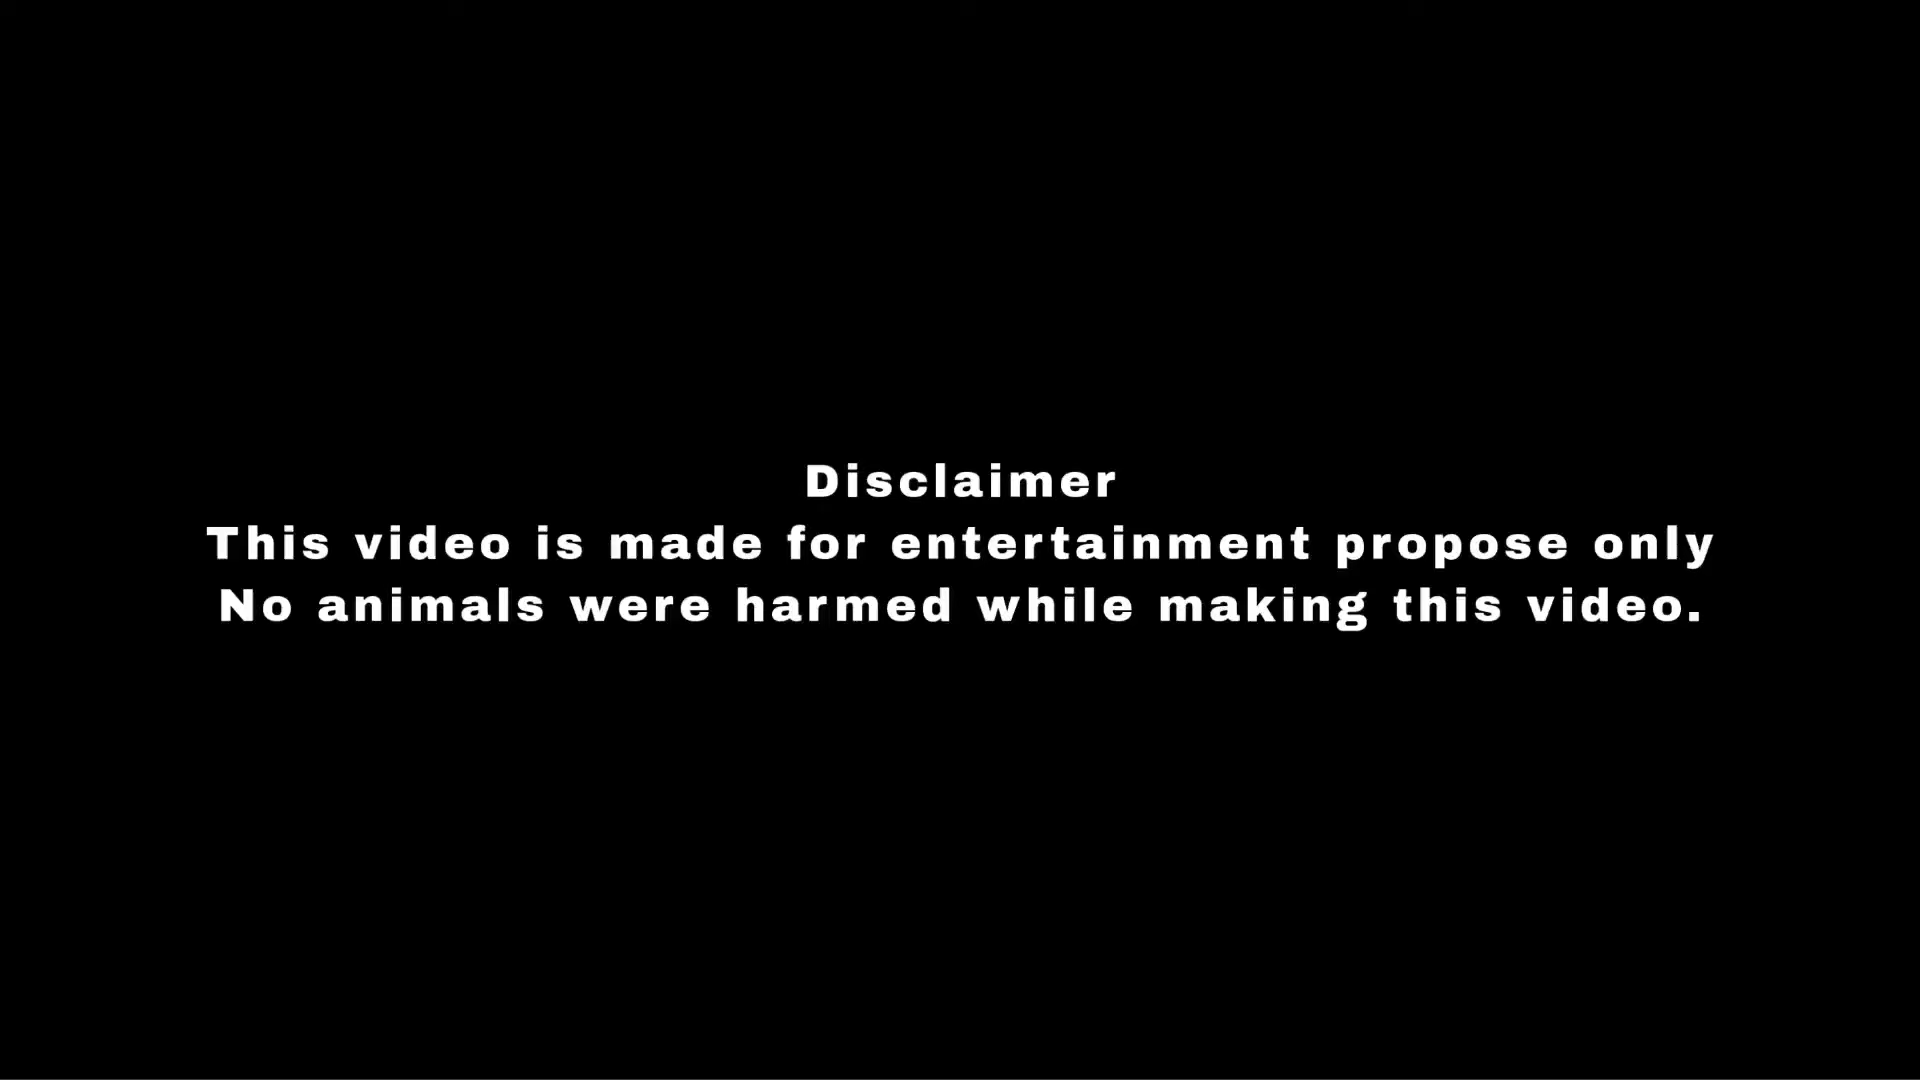 Disclaimer
This video is made for entertainment propose only
No animals were harmed while making this video.